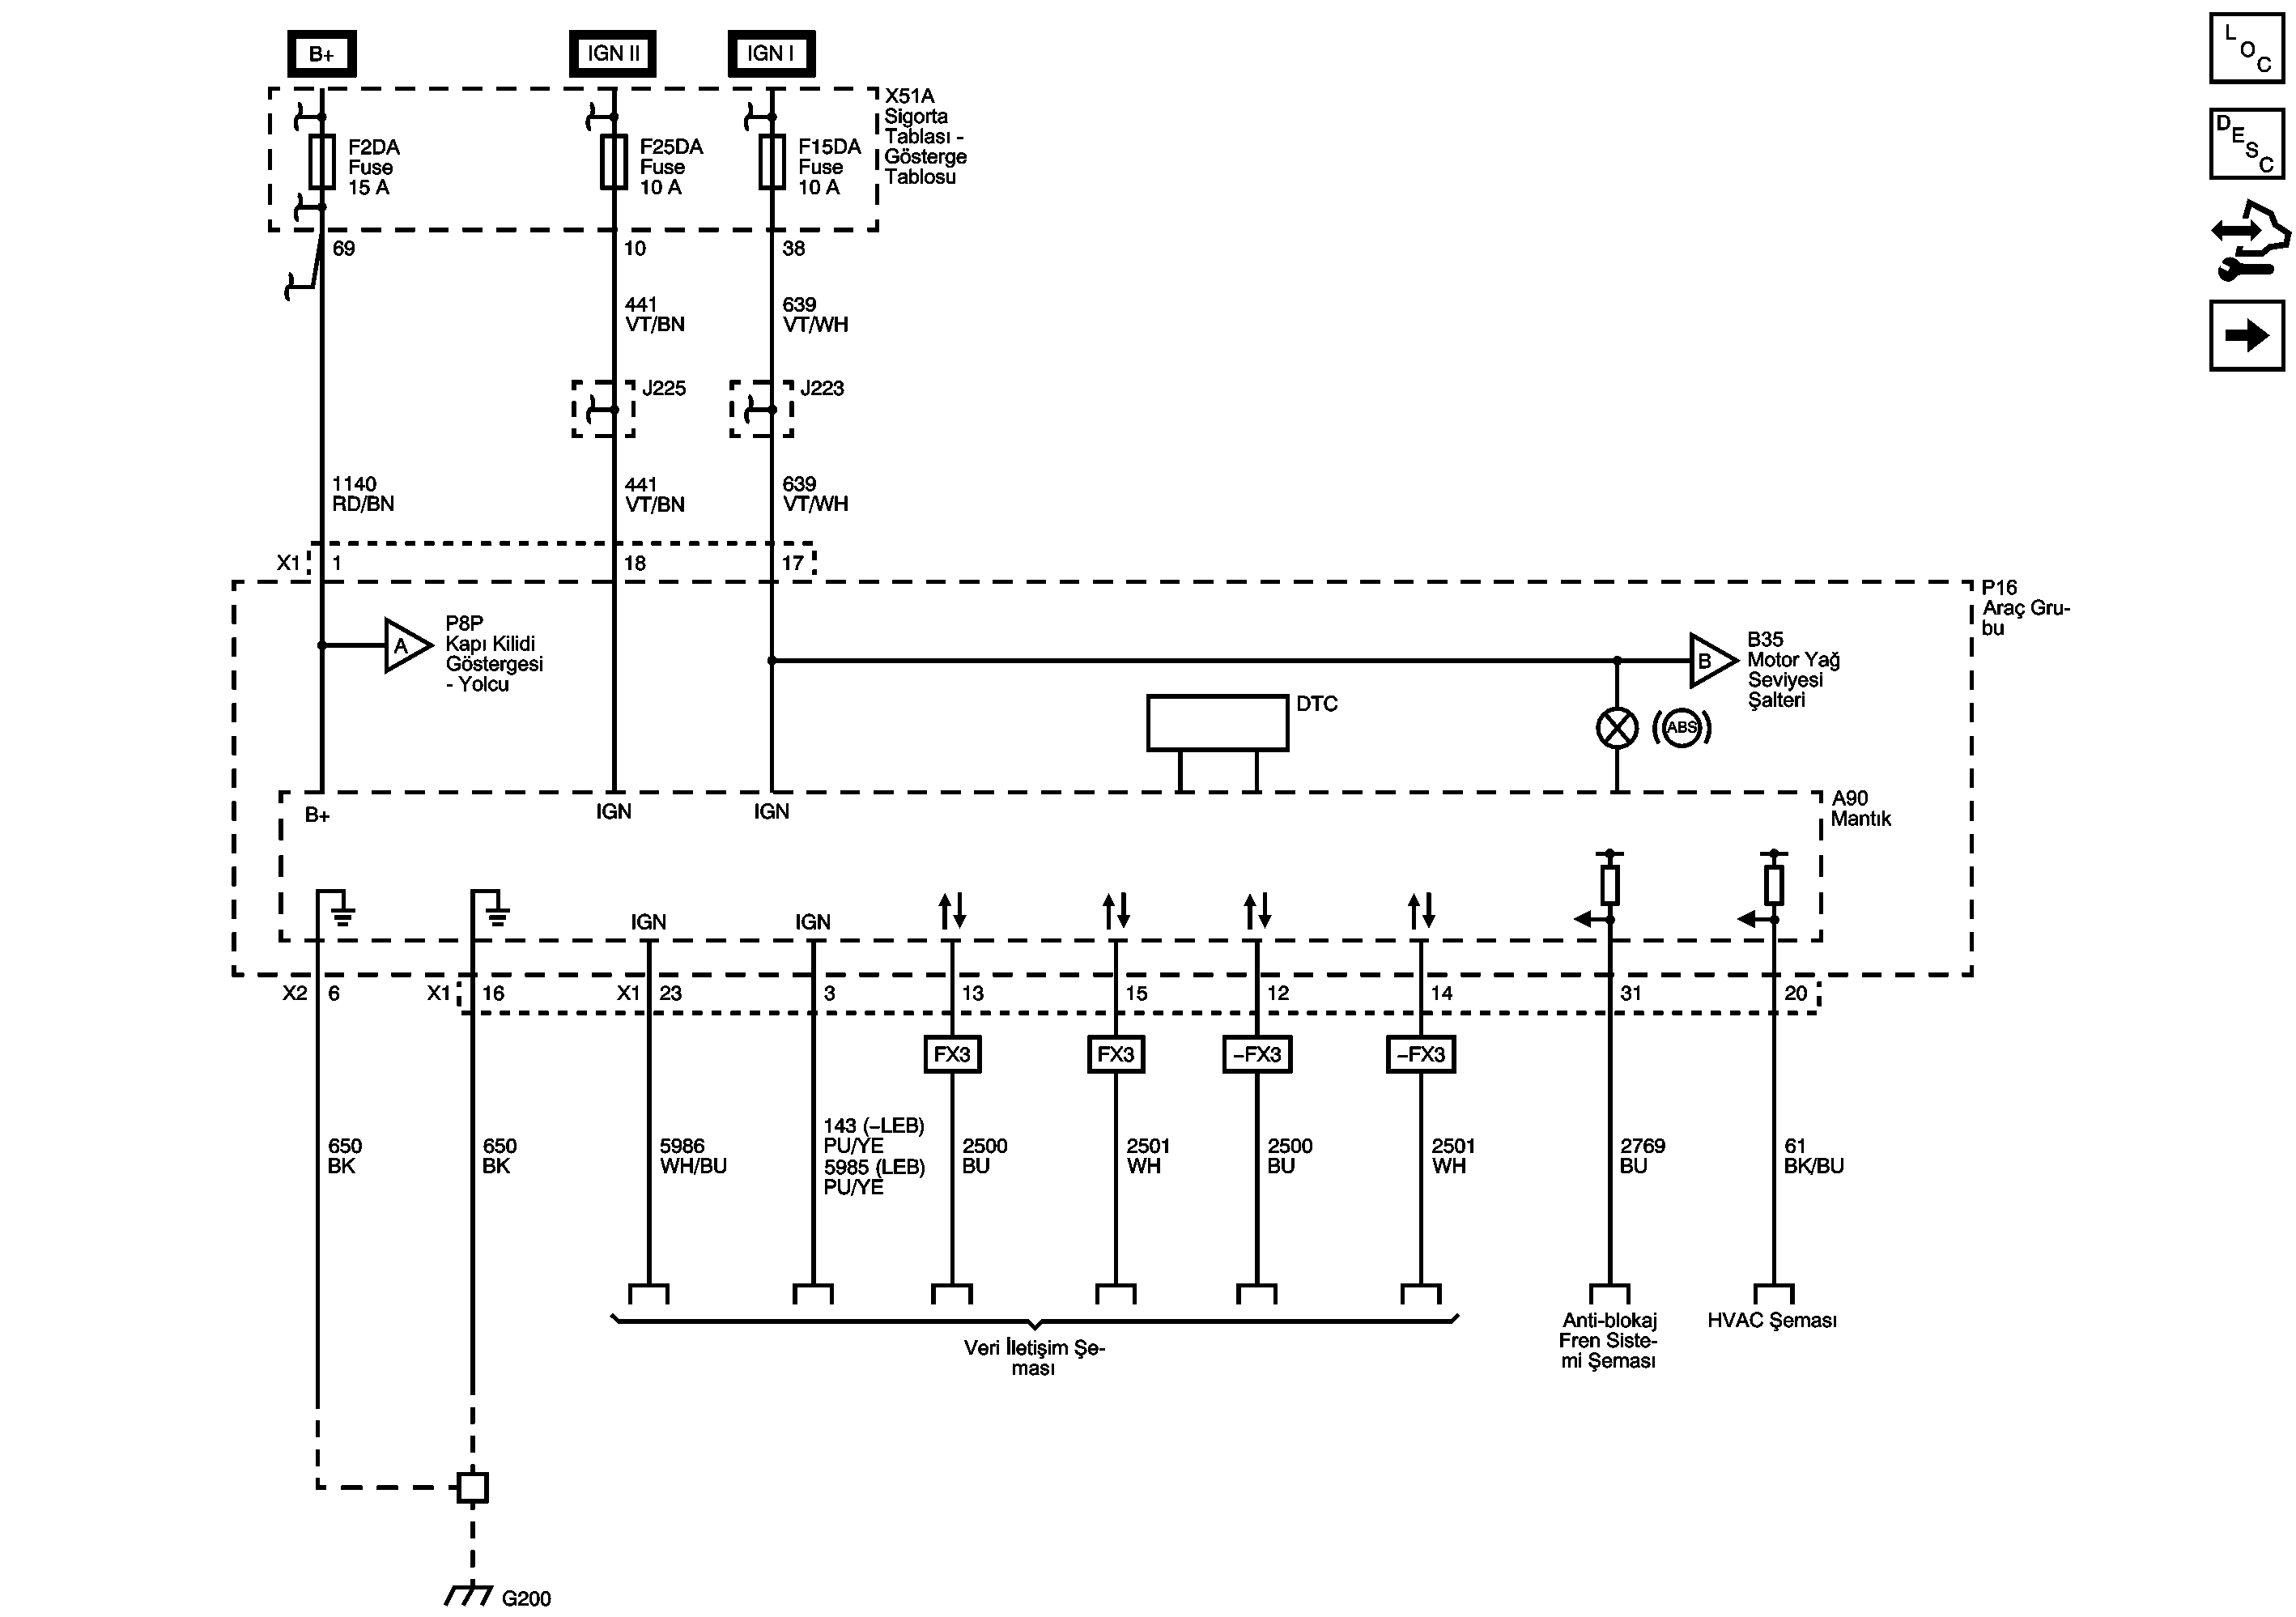 B+
IGN II
IGN I
L
O
C
D
E
S
C
X51A
Sigorta
Tablası -
Gösterge
Tablosu
F2DA
Fuse
15 A
F25DA
Fuse
10 A
F15DA
Fuse
10 A
69
10
38
441
VT/BN
639
VT/WH
J225
J223
1140
RD/BN
441
VT/BN
639
VT/WH
X1
1
18
17
P16
Araç Gru-
bu
A
P8P
Kapı Kilidi
Göstergesi
- Yolcu
B
B35
Motor Yağ
Seviyesi
Şalteri
DTC
ABS
A90
Mantık
B+
IGN
IGN
IGN
IGN
X2
6
X1
16
X1
23
3
13
15
12
14
31
20
FX3
FX3
–FX3
–FX3
650
BK
650
BK
5986
WH/BU
143 (–LEB)
PU/YE
5985 (LEB)
PU/YE
2500
BU
2501
WH
2500
BU
2501
WH
2769
BU
61
BK/BU
Veri İletişim Şe-
ması
Anti-blokaj
Fren Siste-
mi Şeması
HVAC Şeması
G200